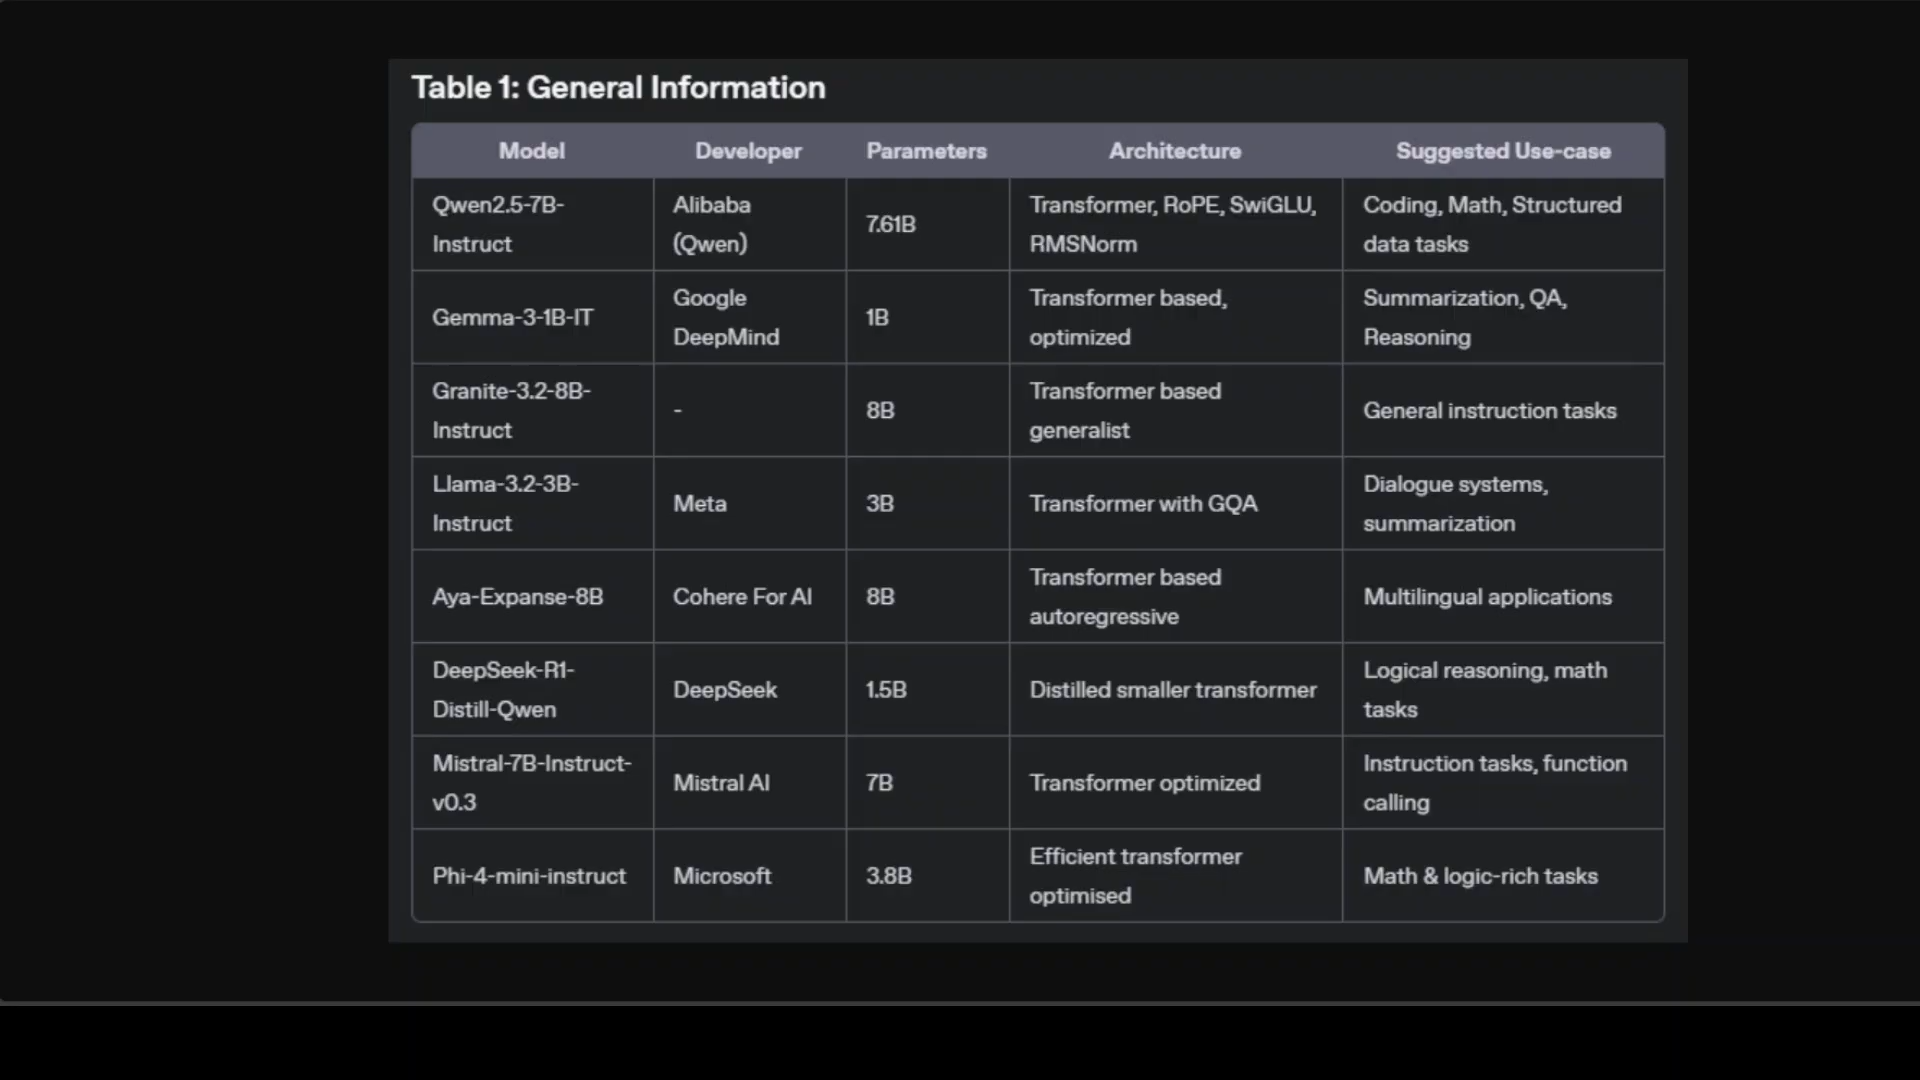 Table 1: General Information
Model Developer Parameters Architecture Suggested Use-case
Qwen2.5-7B- Alibaba Transformer, RoPE, SwiGLU, Coding, Math, Structured
7.61B
Instruct (Qwen) RMSNorm data tasks
Google Transformer based, Summarization, QA,
Gemma-3-1B-IT 1B
DeepMind optimized Reasoning
Granite-3.2-8B- Transformer based
- 8B General instruction tasks
Instruct generalist
Llama-3.2-3B- Dialogue systems,
Meta 3B Transformer with GQA
Instruct summarization
Transformer based
Aya-Expanse-8B Cohere For AI 8B Multilingual applications
autoregressive
DeepSeek-R1- Logical reasoning, math
DeepSeek 1.5B Distilled smaller transformer
Distill-Qwen tasks
Mistral-7B-Instruct- Instruction tasks, function
Mistral AI 7B Transformer optimized
v0.3 calling
Efficient transformer
Phi-4-mini-instruct Microsoft 3.8B Math & logic-rich tasks
optimised